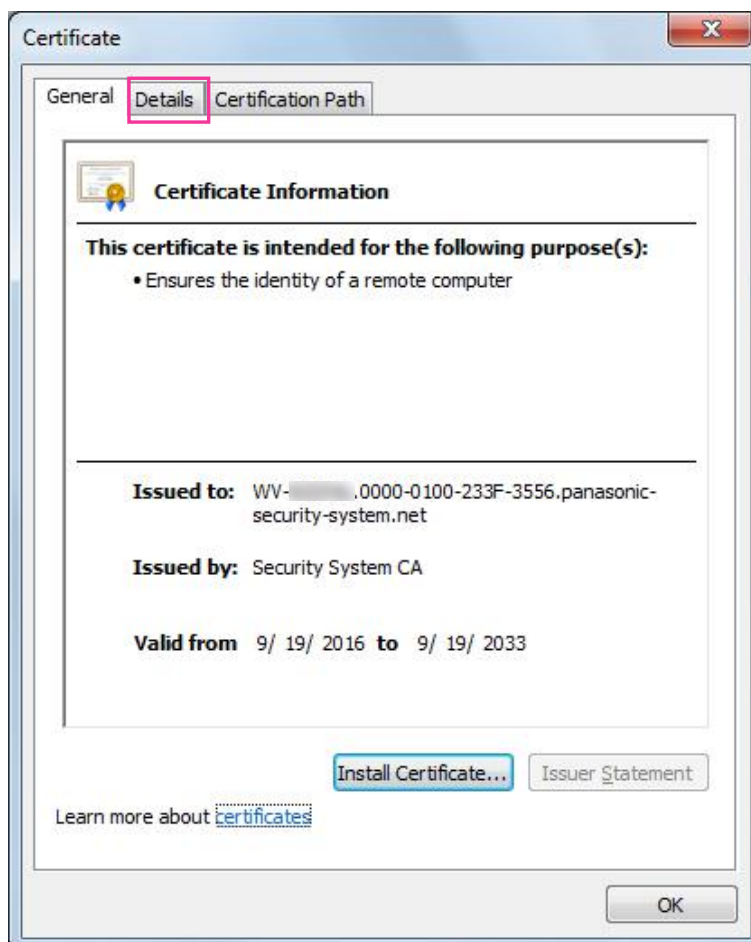 Certificate
General Details Certification Path
Certificate Information
This certificate is intended for the following purpose(s):
• Ensures the identity of a remote computer
Issued to: WV- .0000-0100-233F-3556.panasonic-
security-system.net
Issued by: Security System CA
Valid from 9/ 19/ 2016 to 9/ 19/ 2033
Install Certificate... Issuer Statement
Learn more about certificates
OK